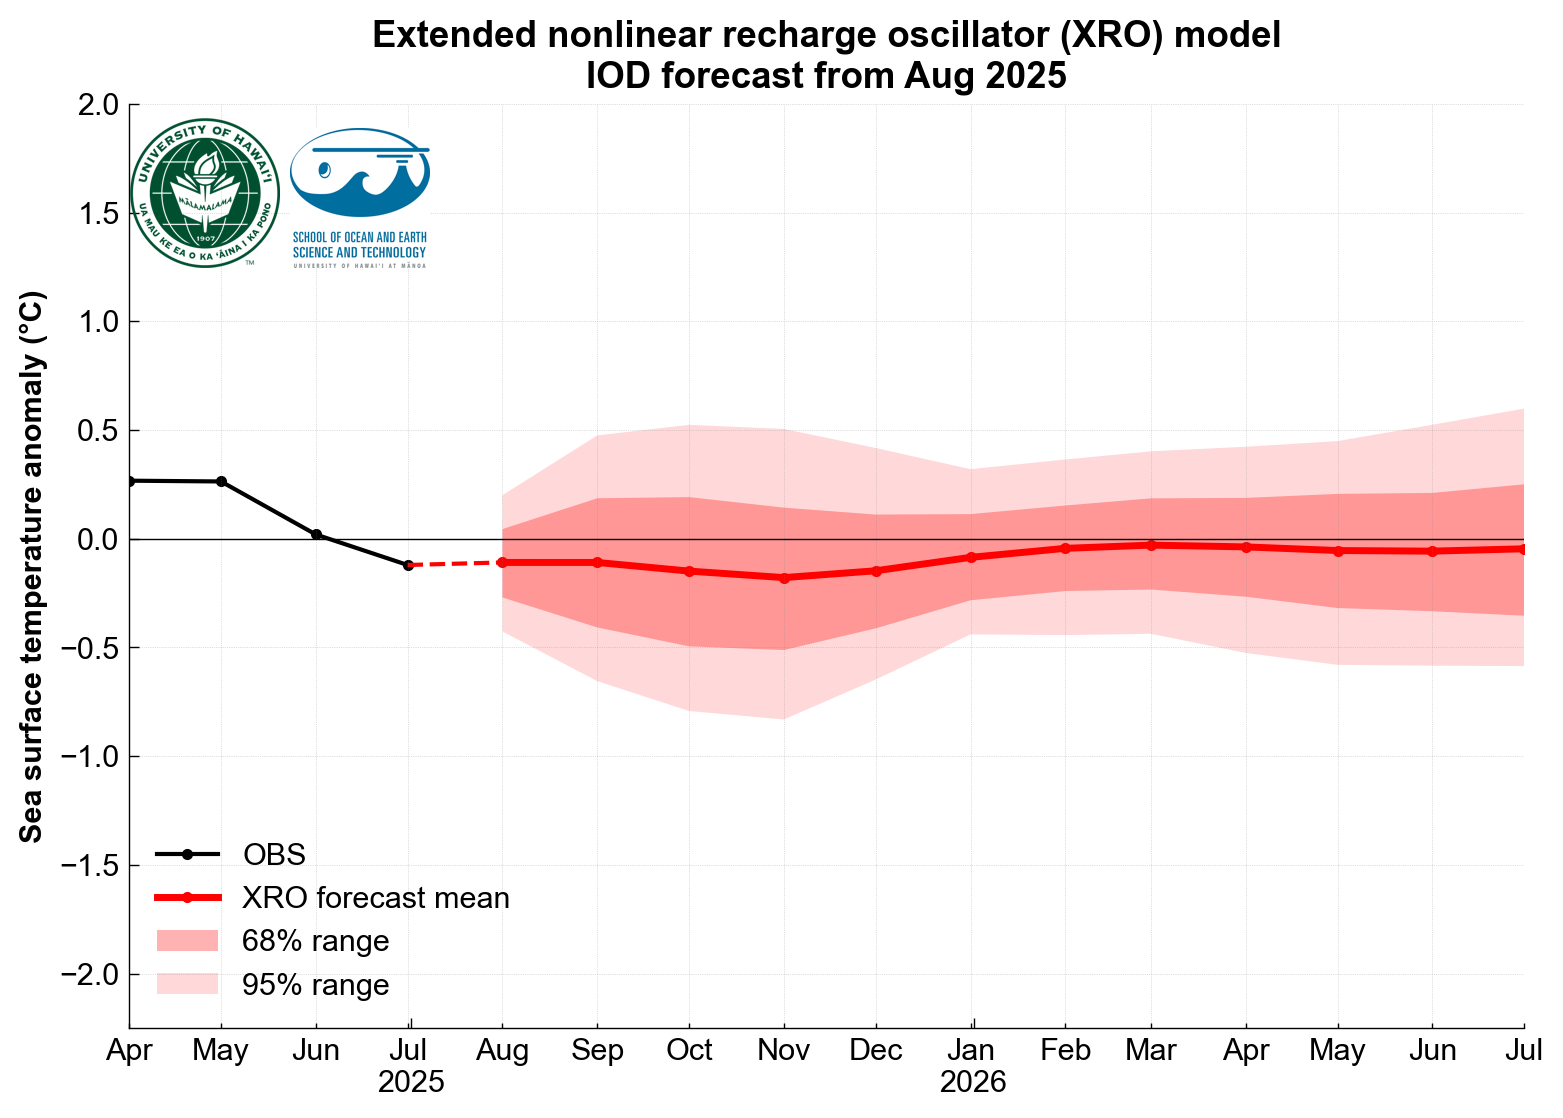 Extended nonlinear recharge oscillator (XRO) model
IOD forecast from Aug 2025
UNIVERSITY OF HAWAIʻI
MĀLAMALAMA
1907
UA MAU KE EA O KA ʻĀINA I KA PONO
TM
SCHOOL OF OCEAN AND EARTH
SCIENCE AND TECHNOLOGY
UNIVERSITY OF HAWAIʻI AT MĀNOA
Sea surface temperature anomaly (°C)
2.0
1.5
1.0
0.5
0.0
−0.5
−1.0
−1.5
−2.0
OBS
XRO forecast mean
68% range
95% range
Apr May Jun Jul Aug Sep Oct Nov Dec Jan Feb Mar Apr May Jun Jul
2025 2026